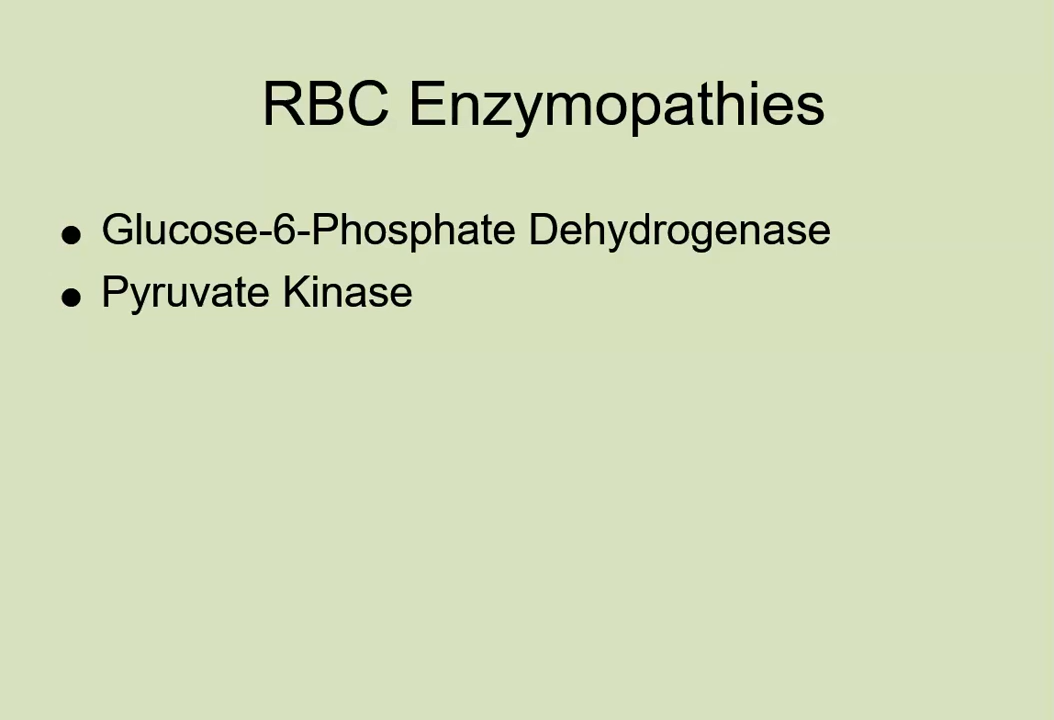 RBC Enzymopathies
● Glucose-6-Phosphate Dehydrogenase
● Pyruvate Kinase